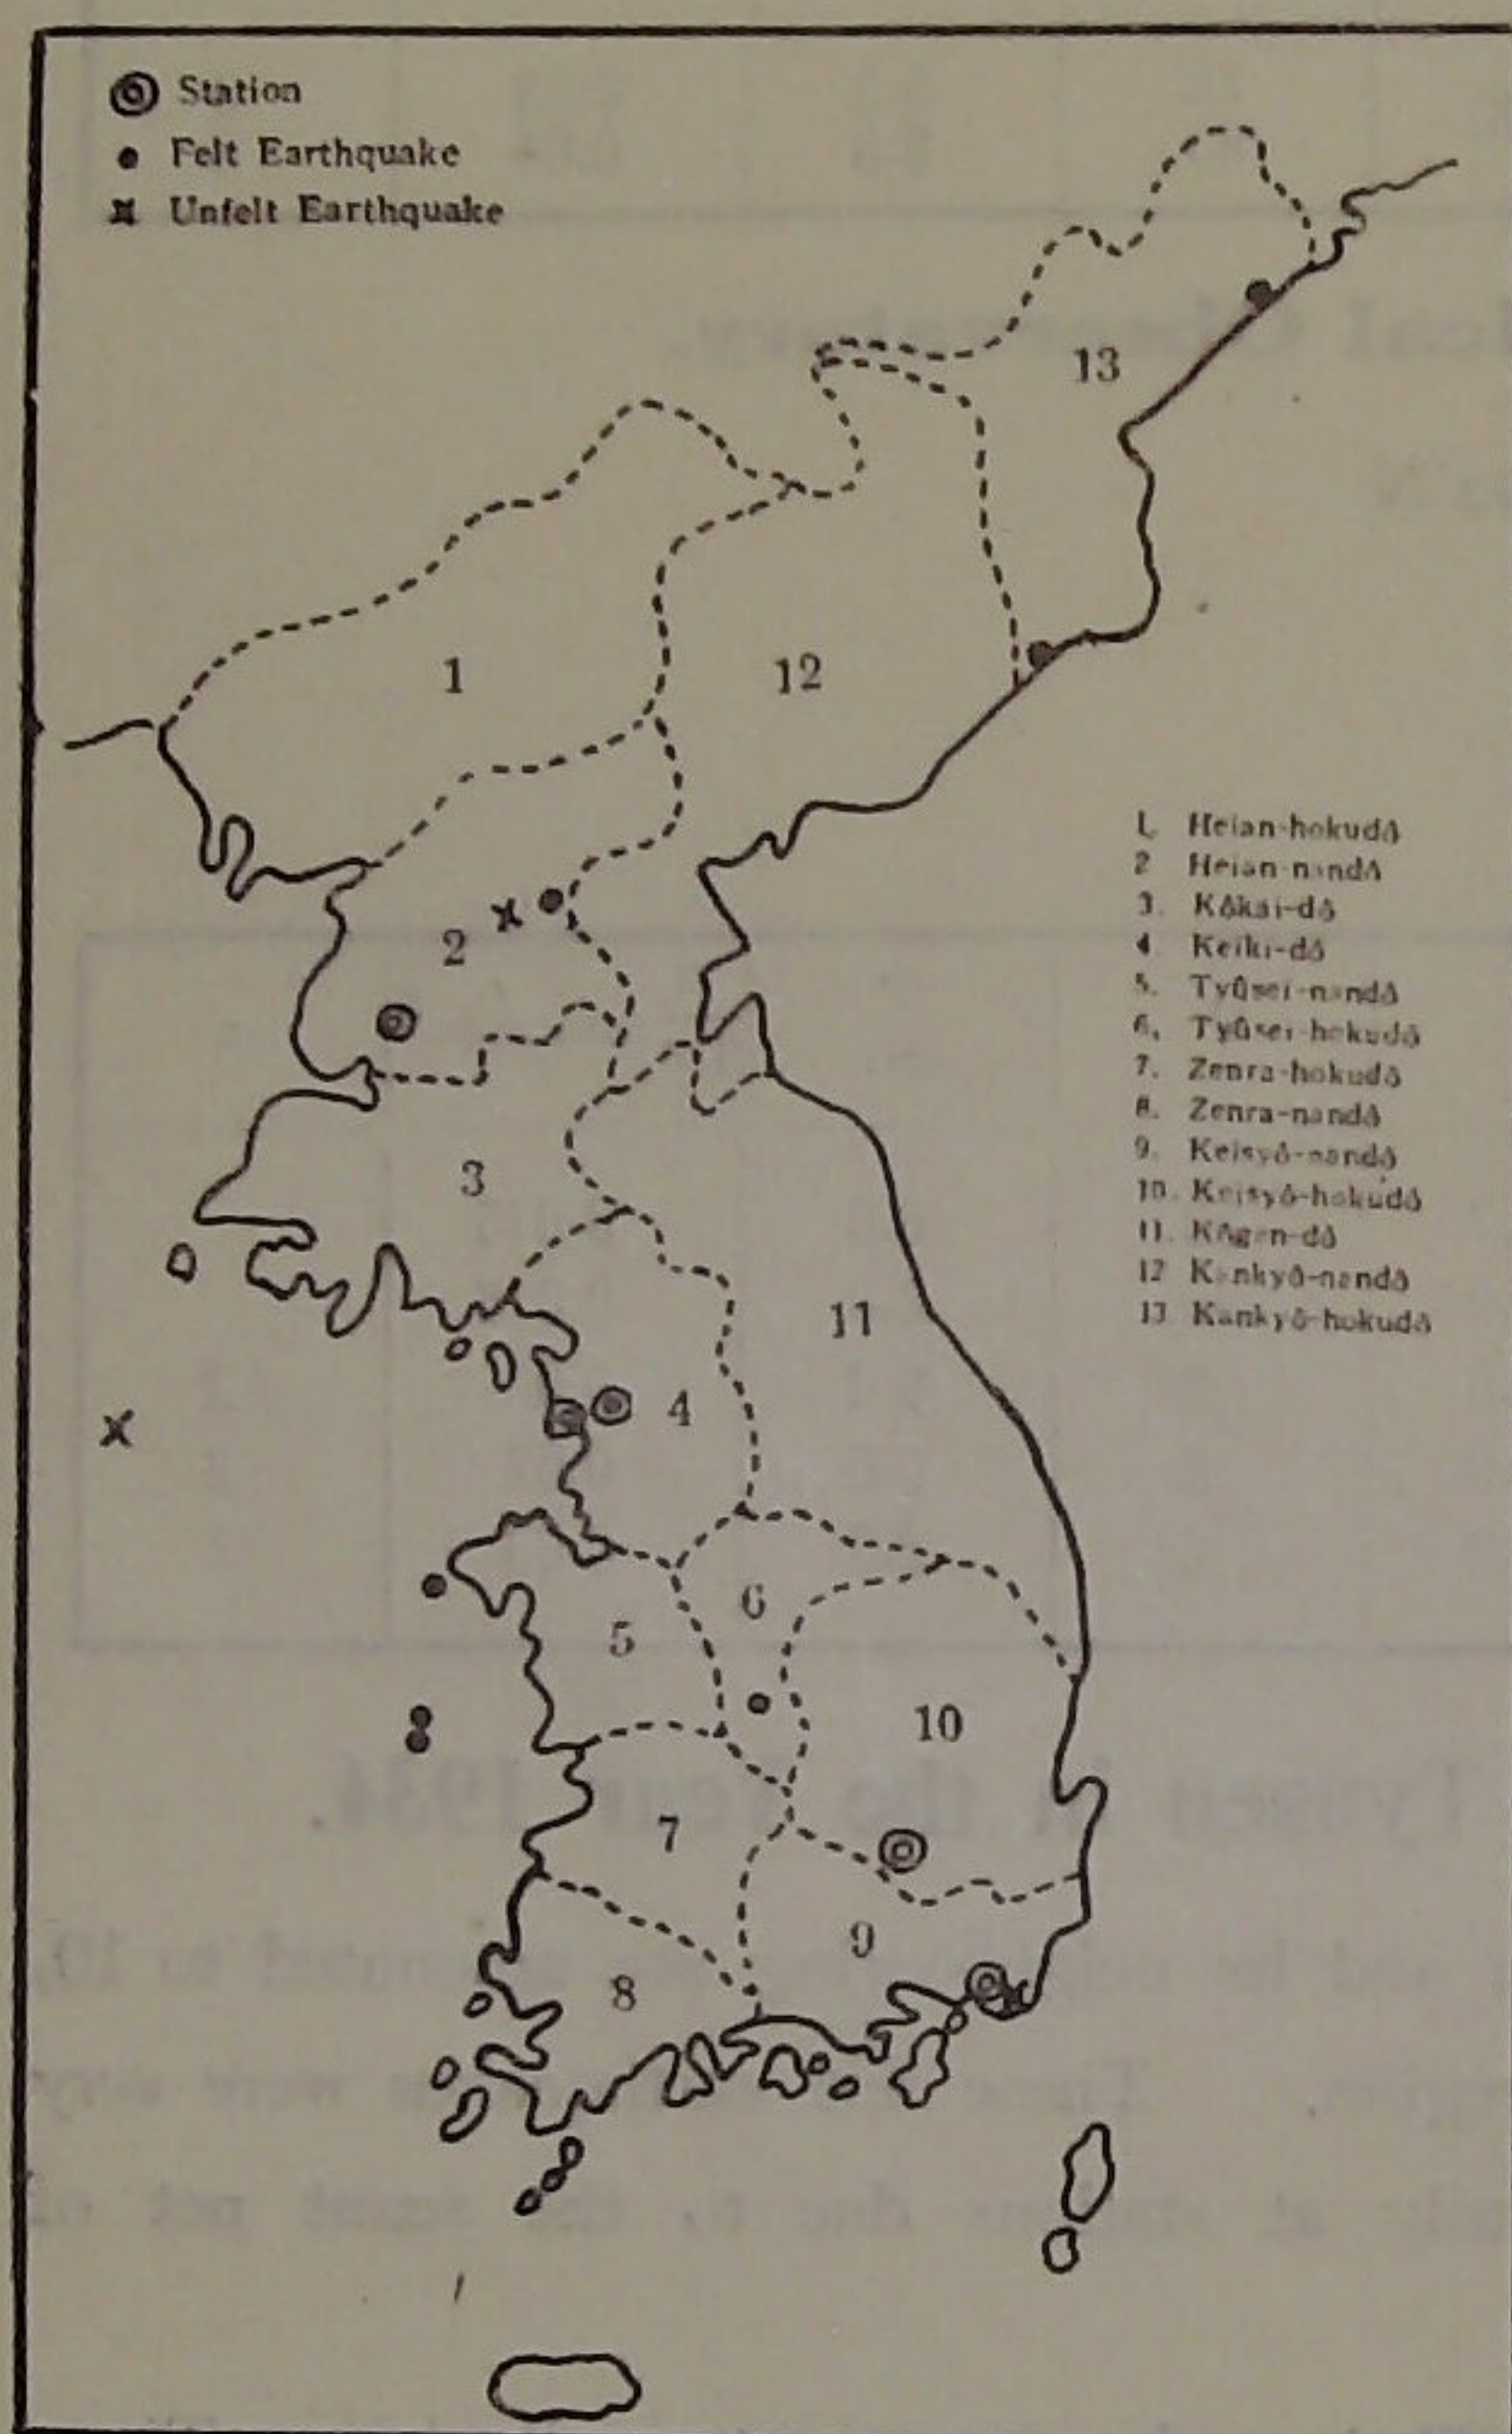 Station
Felt Earthquake
Unfelt Earthquake
13
1
12
2
3
11
4
6
5
10
7
9
8
1. Heian-hokudô
2 Heian-nandô
3. Kôkai-dô
4 Keiki-dô
5. Tyûsei-nandô
6. Tyûsei-hokudô
7. Zenra-hokudô
8. Zenra-nandô
9. Keisyô-nandô
10. Keisyô-hokudô
11. Kôgen-dô
12 Kankyô-nandô
13 Kankyô-hokudô